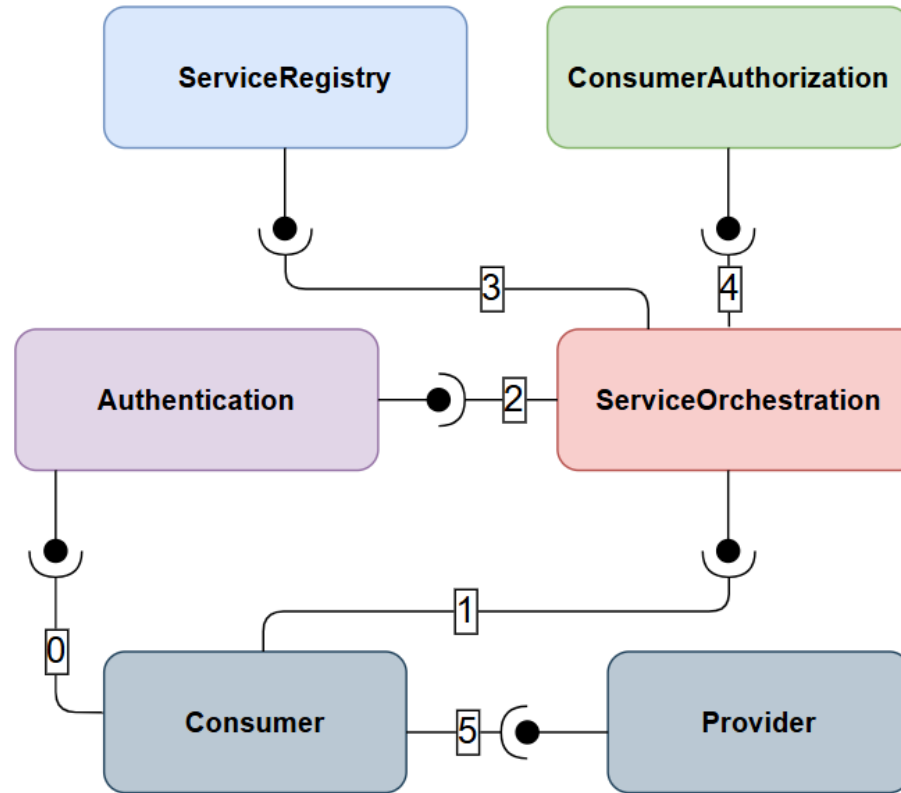 ServiceRegistry
ConsumerAuthorization
3
4
Authentication
2
ServiceOrchestration
1
0
Consumer
5
Provider